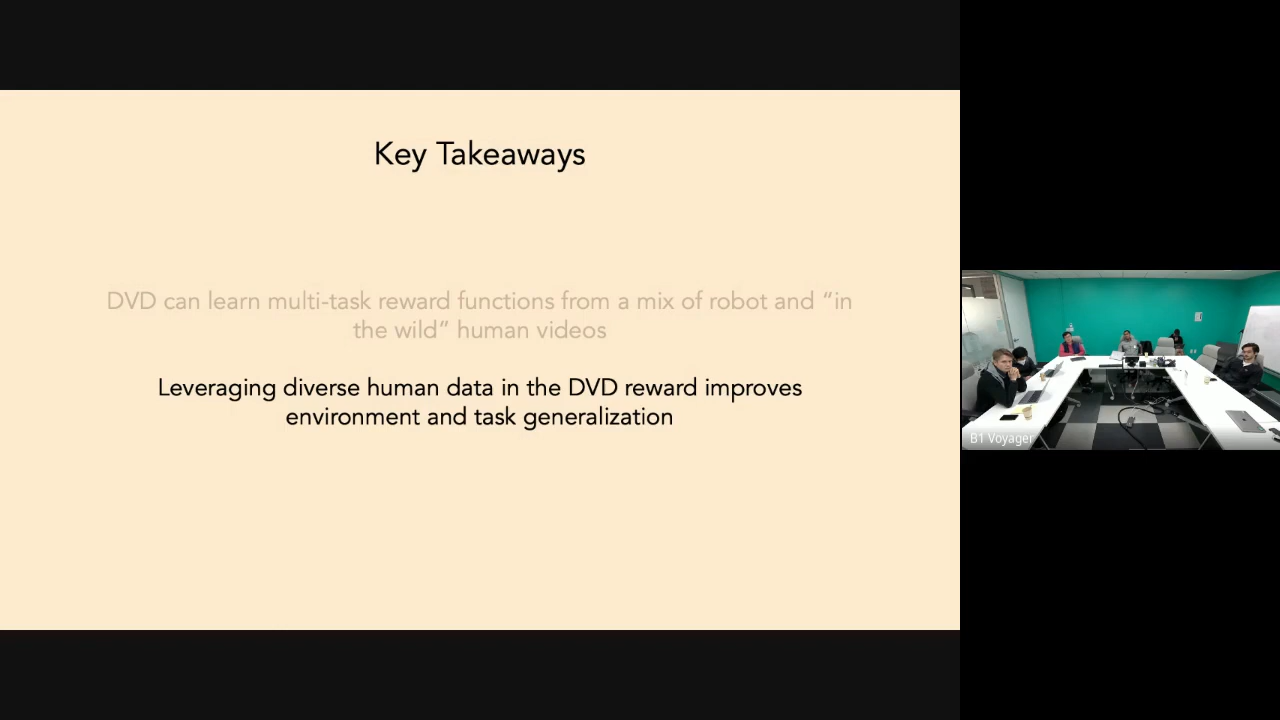 Key Takeaways
DVD can learn multi-task reward functions from a mix of robot and “in
the wild” human videos
Leveraging diverse human data in the DVD reward improves
environment and task generalization
B1 Voyager